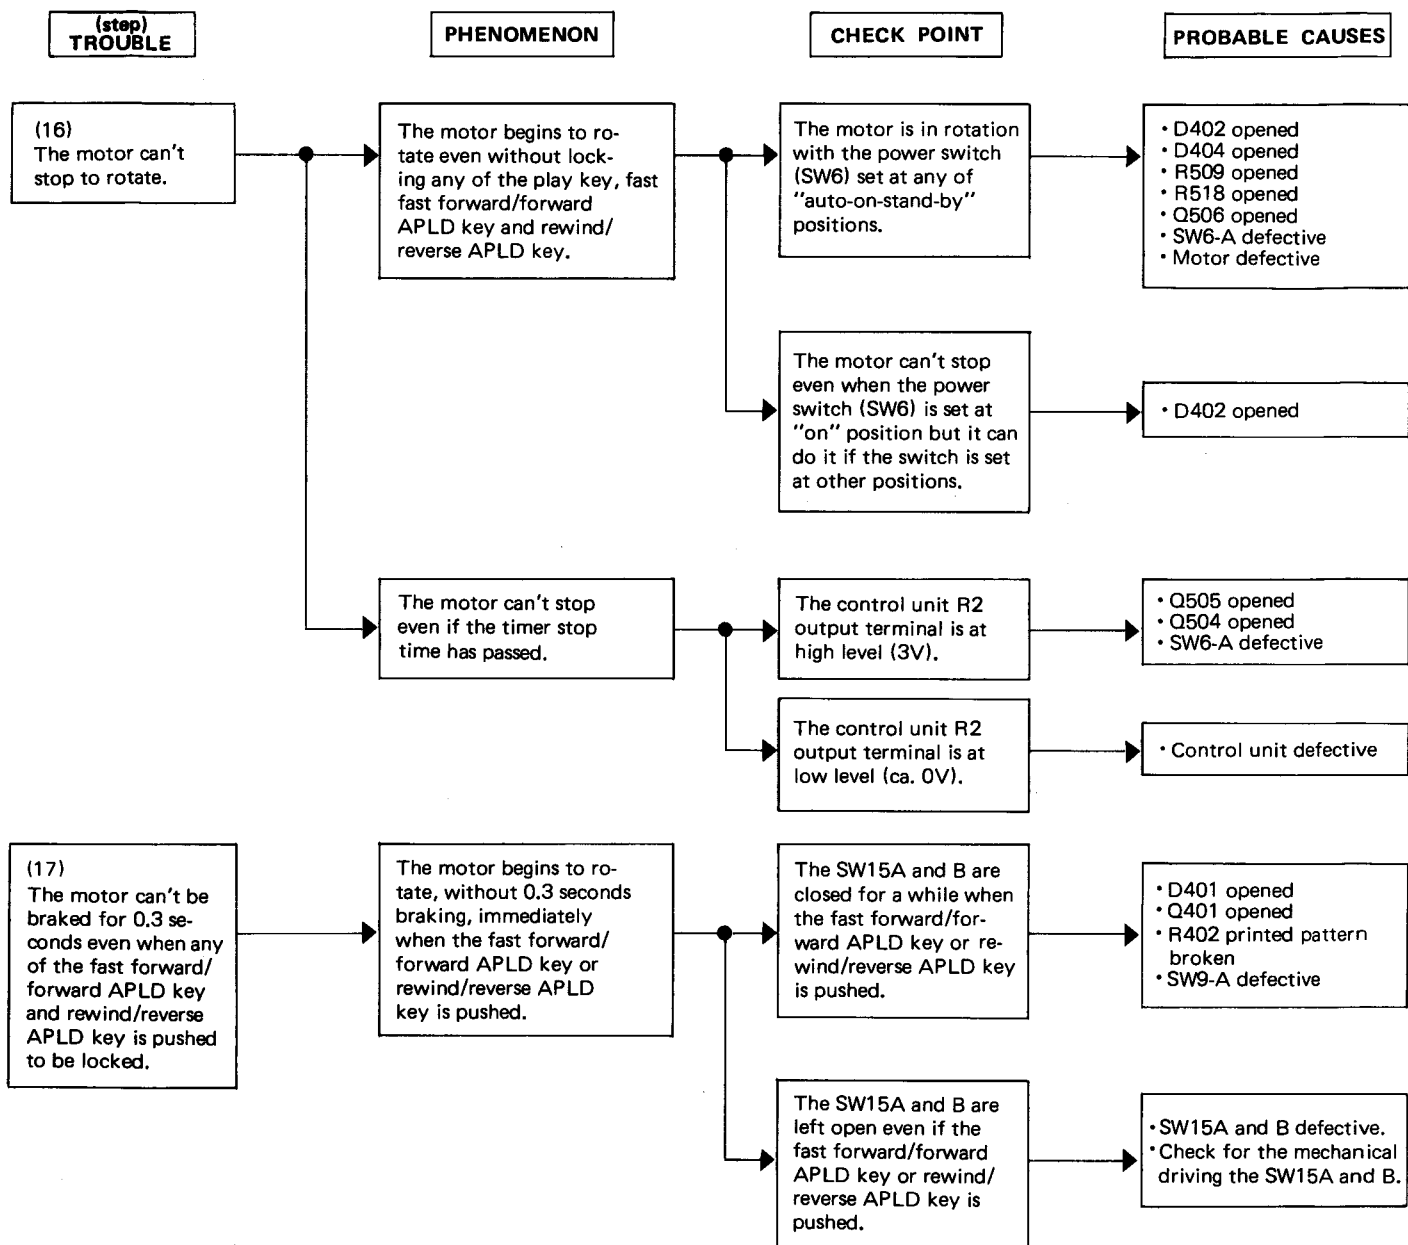 (step)
TROUBLE
PHENOMENON
CHECK POINT
PROBABLE CAUSES
(16)
The motor can't
stop to rotate.
The motor begins to ro-
tate even without lock-
ing any of the play key, fast
fast forward/forward
APLD key and rewind/
reverse APLD key.
The motor is in rotation
with the power switch
(SW6) set at any of
"auto-on-stand-by"
positions.
• D402 opened
• D404 opened
• R509 opened
• R518 opened
• Q506 opened
• SW6-A defective
• Motor defective
The motor can't stop
even when the power
switch (SW6) is set at
"on" position but it can
do it if the switch is set
at other positions.
• D402 opened
The motor can't stop
even if the timer stop
time has passed.
The control unit R2
output terminal is at
high level (3V).
• Q505 opened
• Q504 opened
• SW6-A defective
The control unit R2
output terminal is at
low level (ca. 0V).
• Control unit defective
(17)
The motor can't be
braked for 0.3 se-
conds even when any
of the fast forward/
forward APLD key
and rewind/reverse
APLD key is pushed
to be locked.
The motor begins to ro-
tate, without 0.3 seconds
braking, immediately
when the fast forward/
forward APLD key or
rewind/reverse APLD
key is pushed.
The SW15A and B are
closed for a while when
the fast forward/for-
ward APLD key or re-
wind/reverse APLD key
is pushed.
• D401 opened
• Q401 opened
• R402 printed pattern
broken
• SW9-A defective
The SW15A and B are
left open even if the
fast forward/forward
APLD key or rewind/
reverse APLD key is
pushed.
• SW15A and B defective.
• Check for the mechanical
driving the SW15A and B.